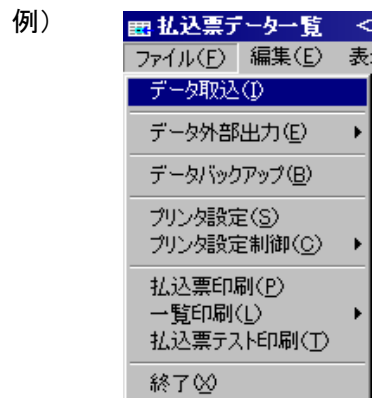 例）
払込票データ一覧 <
ファイル(F) 編集(E) 表
データ取込(I)
データ外部出力(E)
データバックアップ(B)
プリンタ設定(S)
プリンタ設定制御(C)
払込票印刷(P)
一覧印刷(L)
払込票テスト印刷(T)
終了(X)